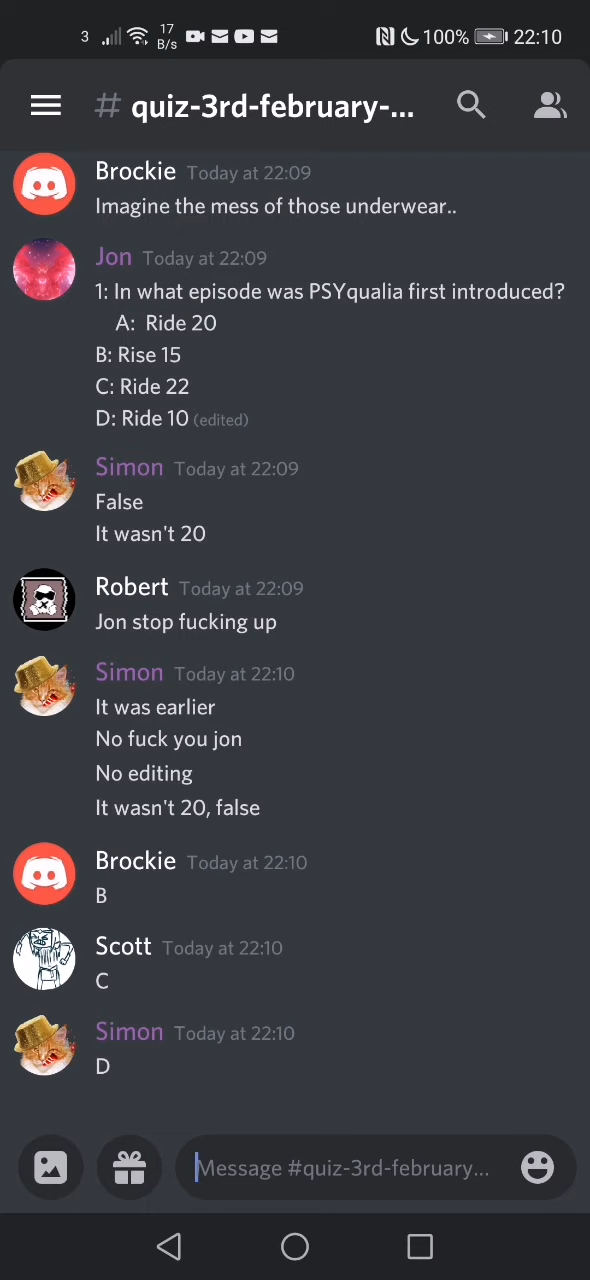 3 17 B/s 100% 22:10
# quiz-3rd-february-...
Brockie Today at 22:09
Imagine the mess of those underwear..
Jon Today at 22:09
1: In what episode was PSYqualia first introduced?
A: Ride 20
B: Rise 15
C: Ride 22
D: Ride 10 (edited)
Simon Today at 22:09
False
It wasn't 20
Robert Today at 22:09
Jon stop fucking up
Simon Today at 22:10
It was earlier
No fuck you jon
No editing
It wasn't 20, false
Brockie Today at 22:10
B
Scott Today at 22:10
C
Simon Today at 22:10
D
Message #quiz-3rd-february...